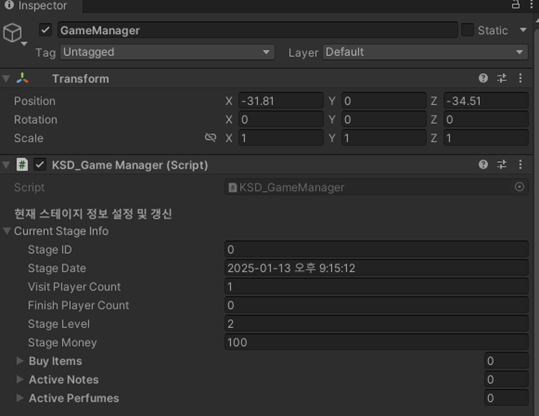 Inspector
GameManager Static
Tag Untagged Layer Default
Transform
Position X -31.81 Y 0 Z -34.51
Rotation X 0 Y 0 Z 0
Scale X 1 Y 1 Z 1
# KSD_Game Manager (Script)
Script # KSD_GameManager
현재 스테이지 정보 설정 및 갱신
Current Stage Info
Stage ID 0
Stage Date 2025-01-13 오후 9:15:12
Visit Player Count 1
Finish Player Count 0
Stage Level 2
Stage Money 100
Buy Items 0
Active Notes 0
Active Perfumes 0